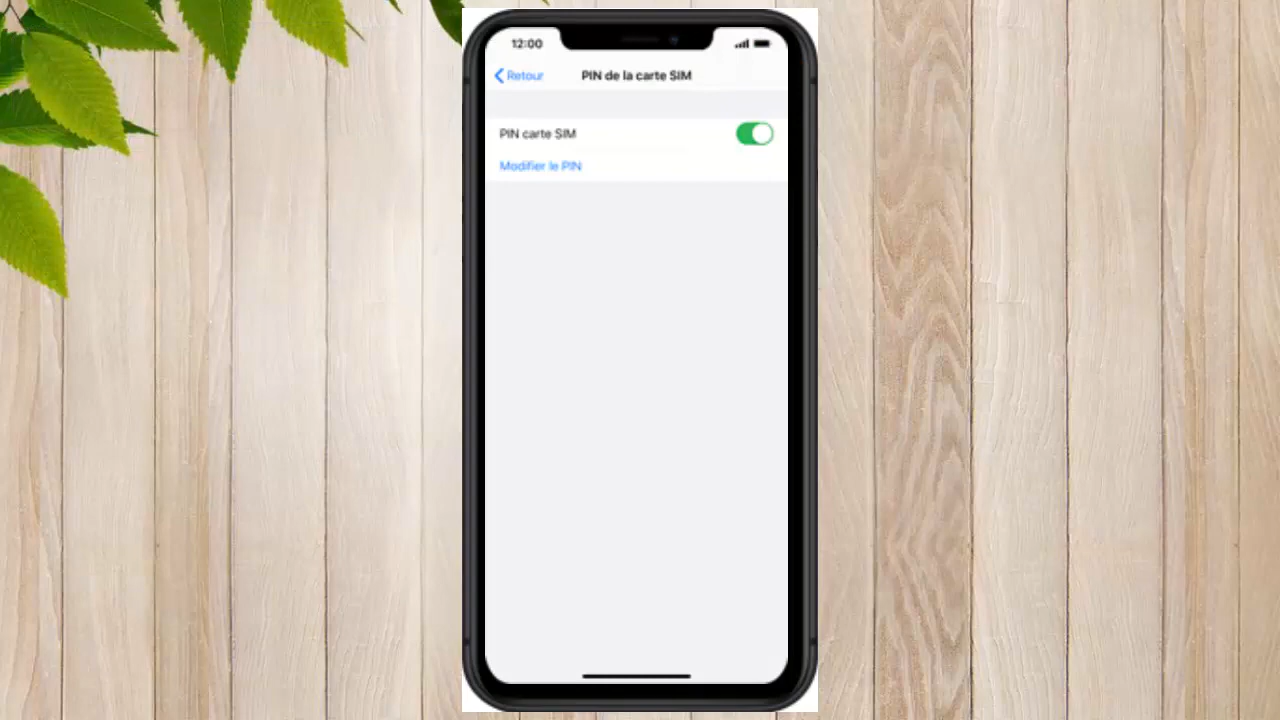 12:00
Retour
PIN de la carte SIM
PIN carte SIM
Modifier le PIN